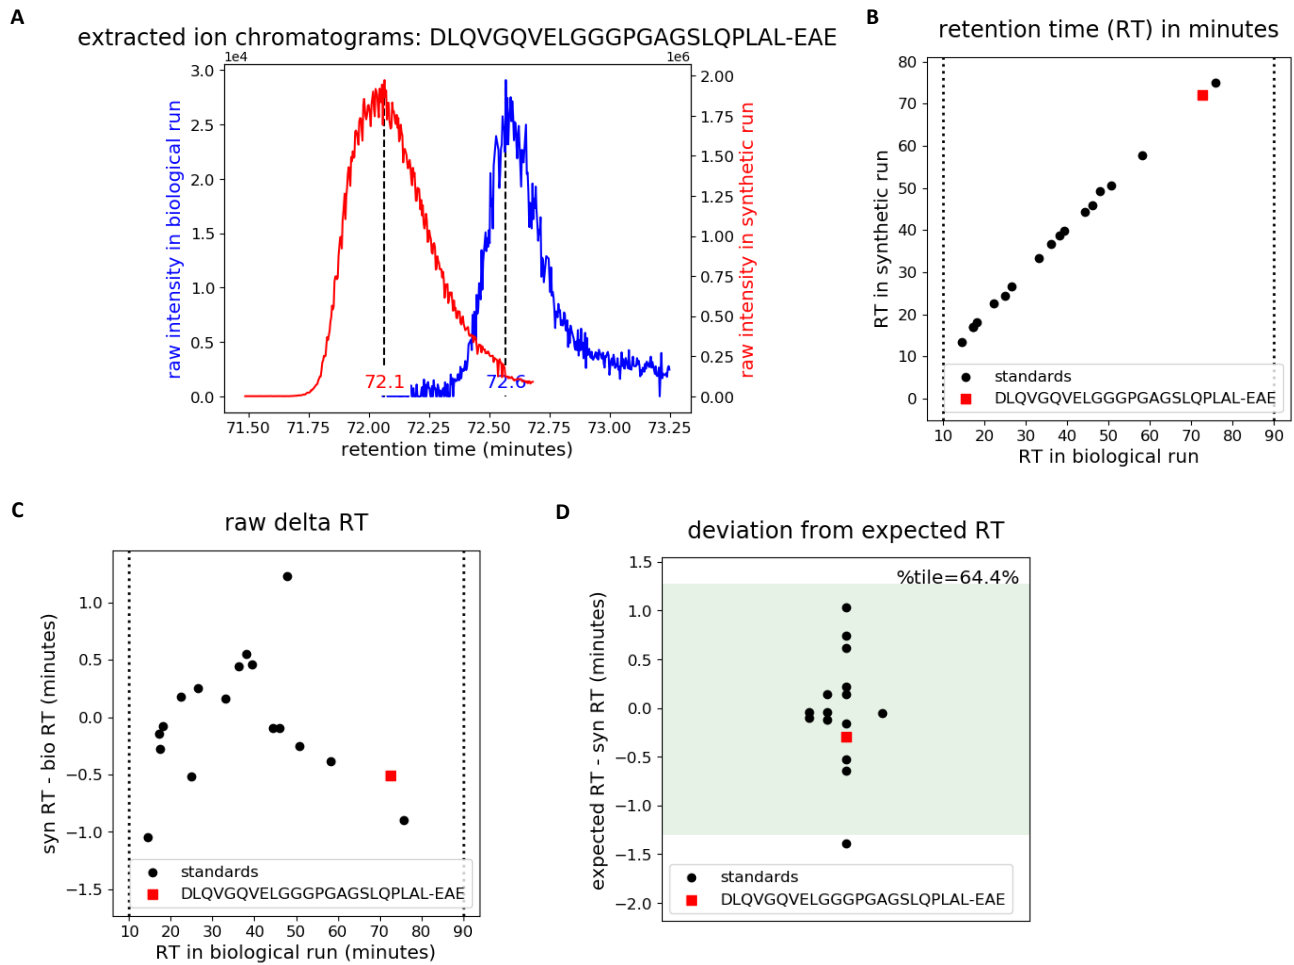 A
extracted ion chromatograms: DLQVGQVELGGGPGAGSLQPLAL-EAE
1e4
1e6
3.0
2.5
2.0
1.5
1.0
0.5
0.0
raw intensity in biological run
2.00
1.75
1.50
1.25
1.00
0.75
0.50
0.25
0.00
raw intensity in synthetic run
72.1
72.6
71.50 71.75 72.00 72.25 72.50 72.75 73.00 73.25
retention time (minutes)
B
retention time (RT) in minutes
80
70
60
50
40
30
20
10
0
RT in synthetic run
standards
DLQVGQVELGGGPGAGSLQPLAL-EAE
10 20 30 40 50 60 70 80 90
RT in biological run
C
raw delta RT
1.0
0.5
0.0
−0.5
−1.0
−1.5
syn RT - bio RT (minutes)
standards
DLQVGQVELGGGPGAGSLQPLAL-EAE
10 20 30 40 50 60 70 80 90
RT in biological run (minutes)
D
deviation from expected RT
%tile=64.4%
1.5
1.0
0.5
0.0
−0.5
−1.0
−1.5
−2.0
expected RT - syn RT (minutes)
standards
DLQVGQVELGGGPGAGSLQPLAL-EAE